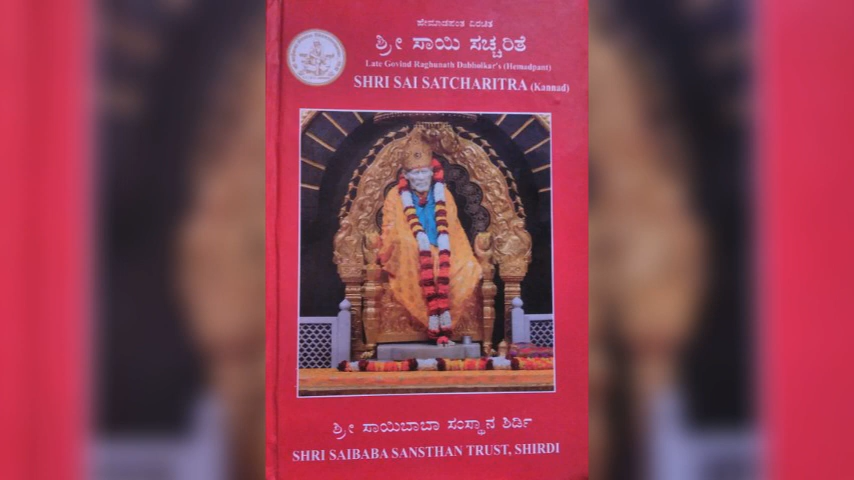 ಹೇಮಾಡಪಂತ ವಿರಚಿತ
ಶ್ರೀ ಸಾಯಿ ಸಚ್ಚರಿತೆ
Late Govind Raghunath Dabholkar's (Hemadpant)
SHRI SAI SATCHARITRA (Kannad)
ಶ್ರೀ ಸಾಯಿಬಾಬಾ ಸಂಸ್ಥಾನ ಶಿರ್ಡಿ
SHRI SAIBABA SANSTHAN TRUST, SHIRDI